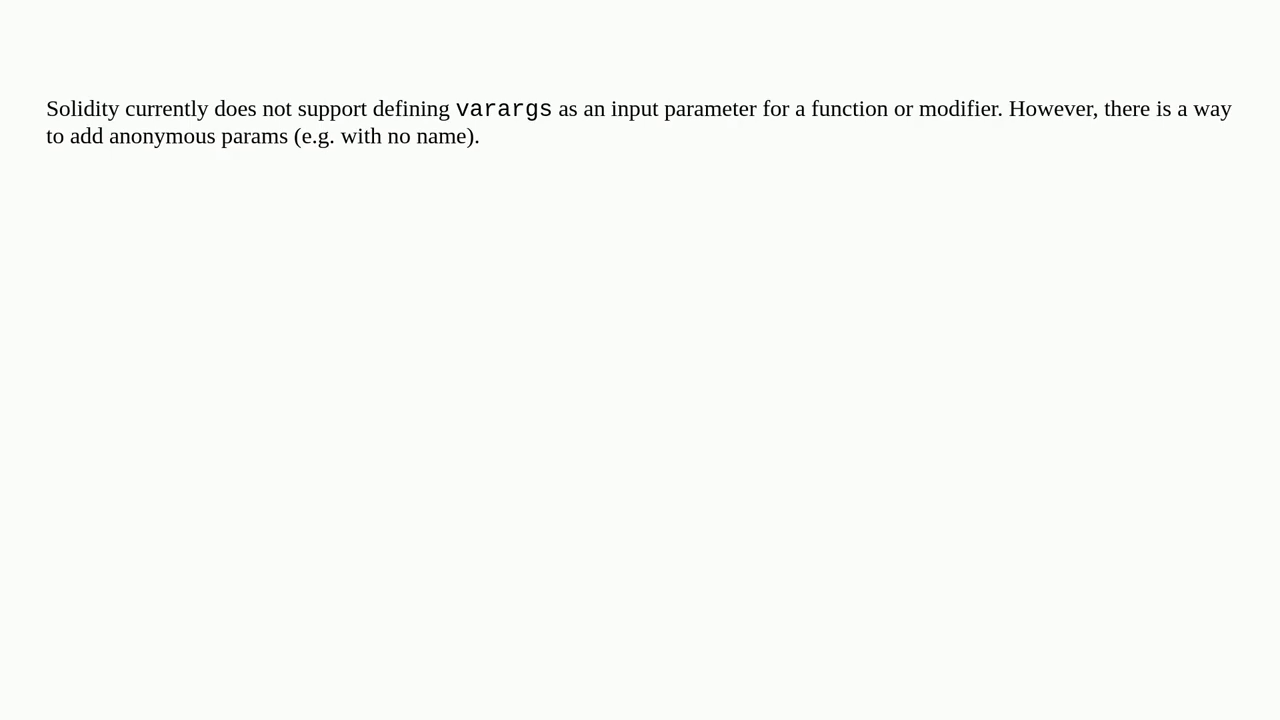 Solidity currently does not support defining varargs as an input parameter for a function or modifier. However, there is a way
to add anonymous params (e.g. with no name).